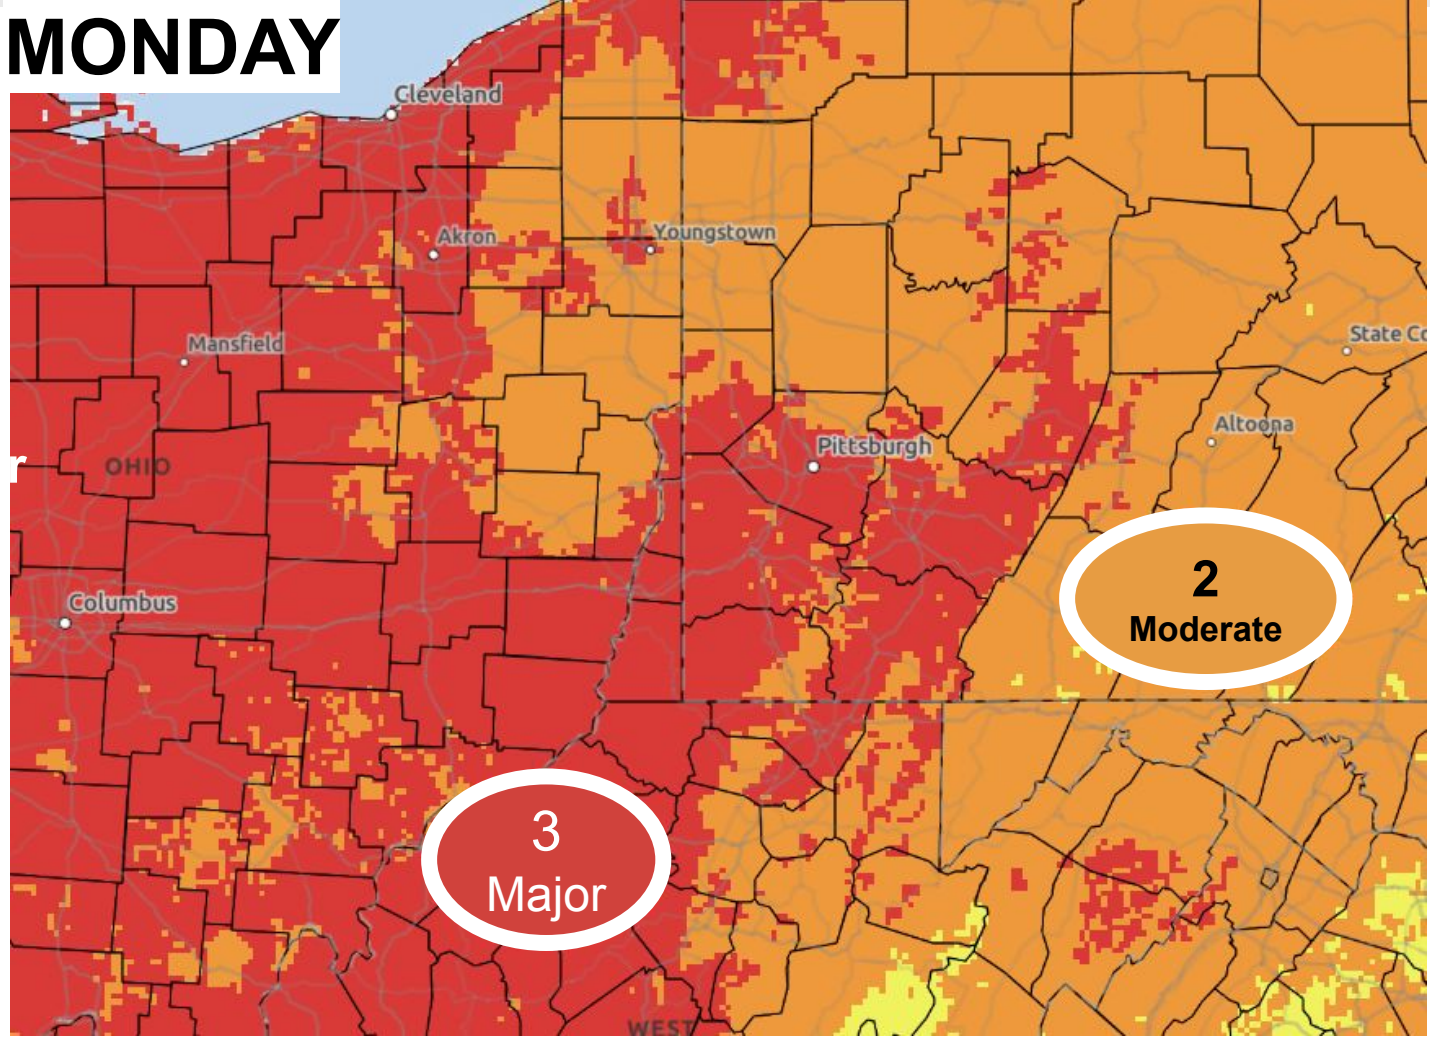 MONDAY
Cleveland
Akron
Youngstown
Mansfield
State Co
Altoona
Pittsburgh
r
OHIO
2
Moderate
Columbus
3
Major
WEST